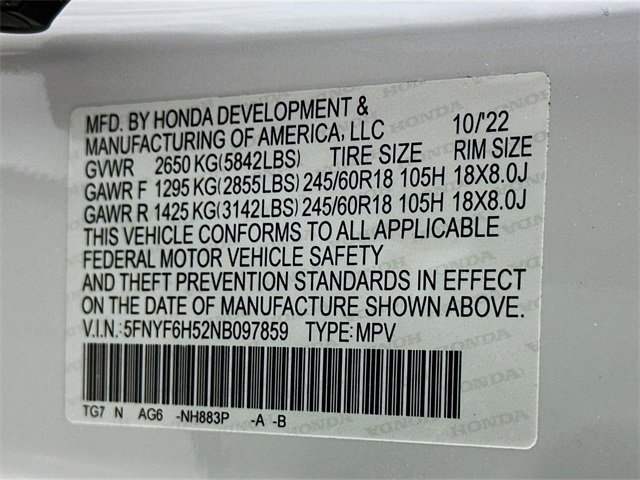 MFD. BY HONDA DEVELOPMENT &
MANUFACTURING OF AMERICA, LLC 10/'22
GVWR 2650 KG(5842LBS) TIRE SIZE RIM SIZE
GAWR F 1295 KG(2855LBS) 245/60R18 105H 18X8.0J
GAWR R 1425 KG(3142LBS) 245/60R18 105H 18X8.0J
THIS VEHICLE CONFORMS TO ALL APPLICABLE
FEDERAL MOTOR VEHICLE SAFETY
AND THEFT PREVENTION STANDARDS IN EFFECT
ON THE DATE OF MANUFACTURE SHOWN ABOVE.
V.I.N.:5FNYF6H52NB097859 TYPE:MPV
TG7 N AG6 -NH883P -A -B
HONDA HONDA